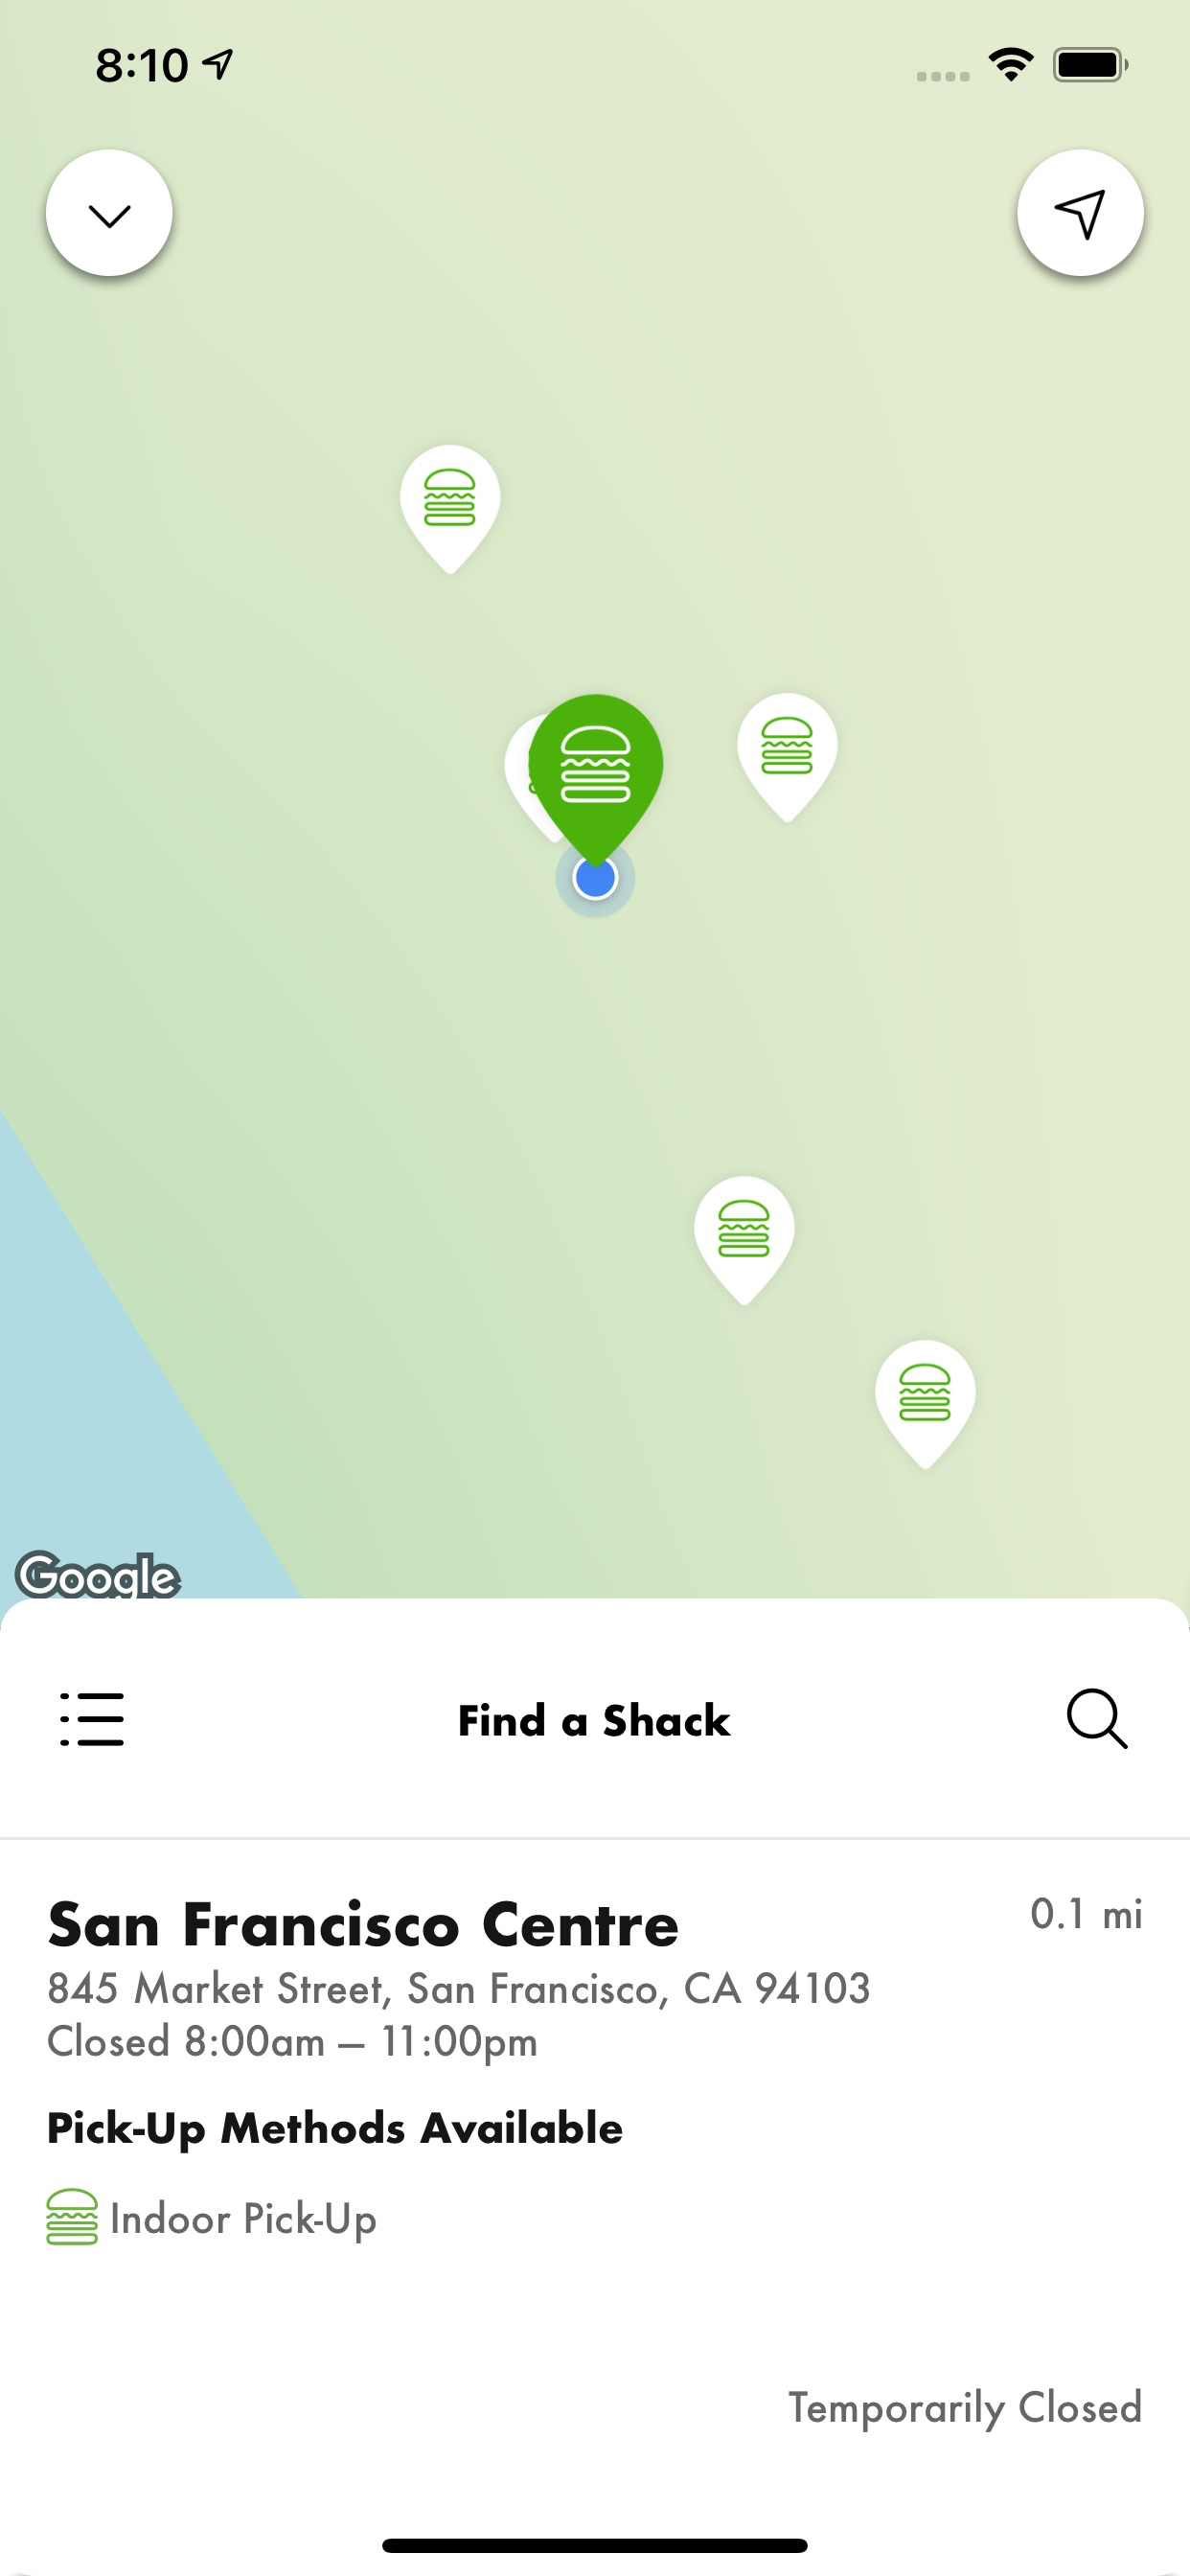 8:10
Google
Find a Shack
San Francisco Centre
0.1 mi
845 Market Street, San Francisco, CA 94103
Closed 8:00am – 11:00pm
Pick-Up Methods Available
Indoor Pick-Up
Temporarily Closed